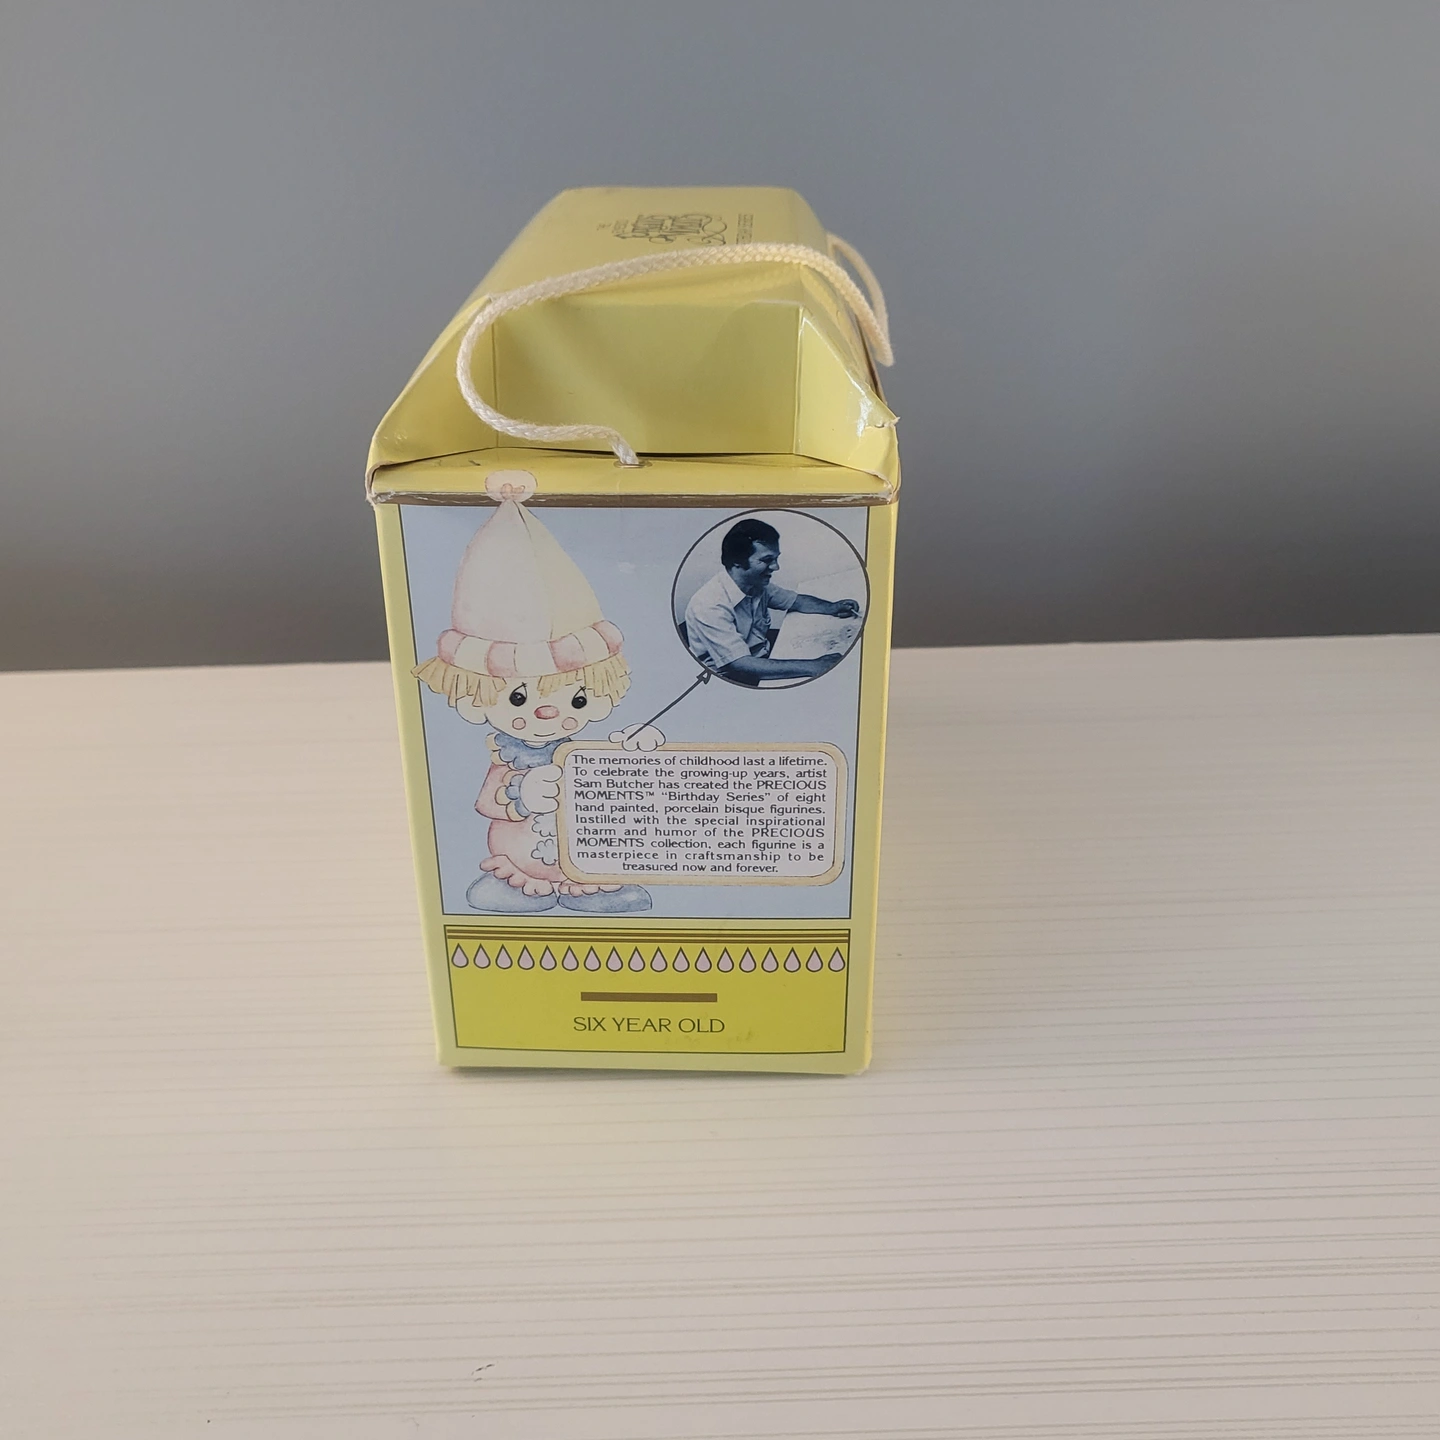 The memories of childhood last a lifetime.
To celebrate the growing-up years, artist
Sam Butcher has created the PRECIOUS
MOMENTS™ “Birthday Series” of eight
hand painted, porcelain bisque figurines.
Instilled with the special inspirational
charm and humor of the PRECIOUS
MOMENTS collection, each figurine is a
masterpiece in craftsmanship to be
treasured now and forever.
SIX YEAR OLD